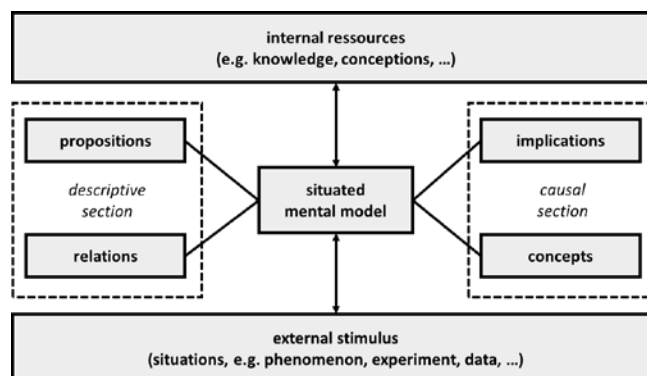 internal ressources
(e.g. knowledge, conceptions, ...)
propositions
implications
descriptive
section
situated
mental model
causal
section
relations
concepts
external stimulus
(situations, e.g. phenomenon, experiment, data, ...)